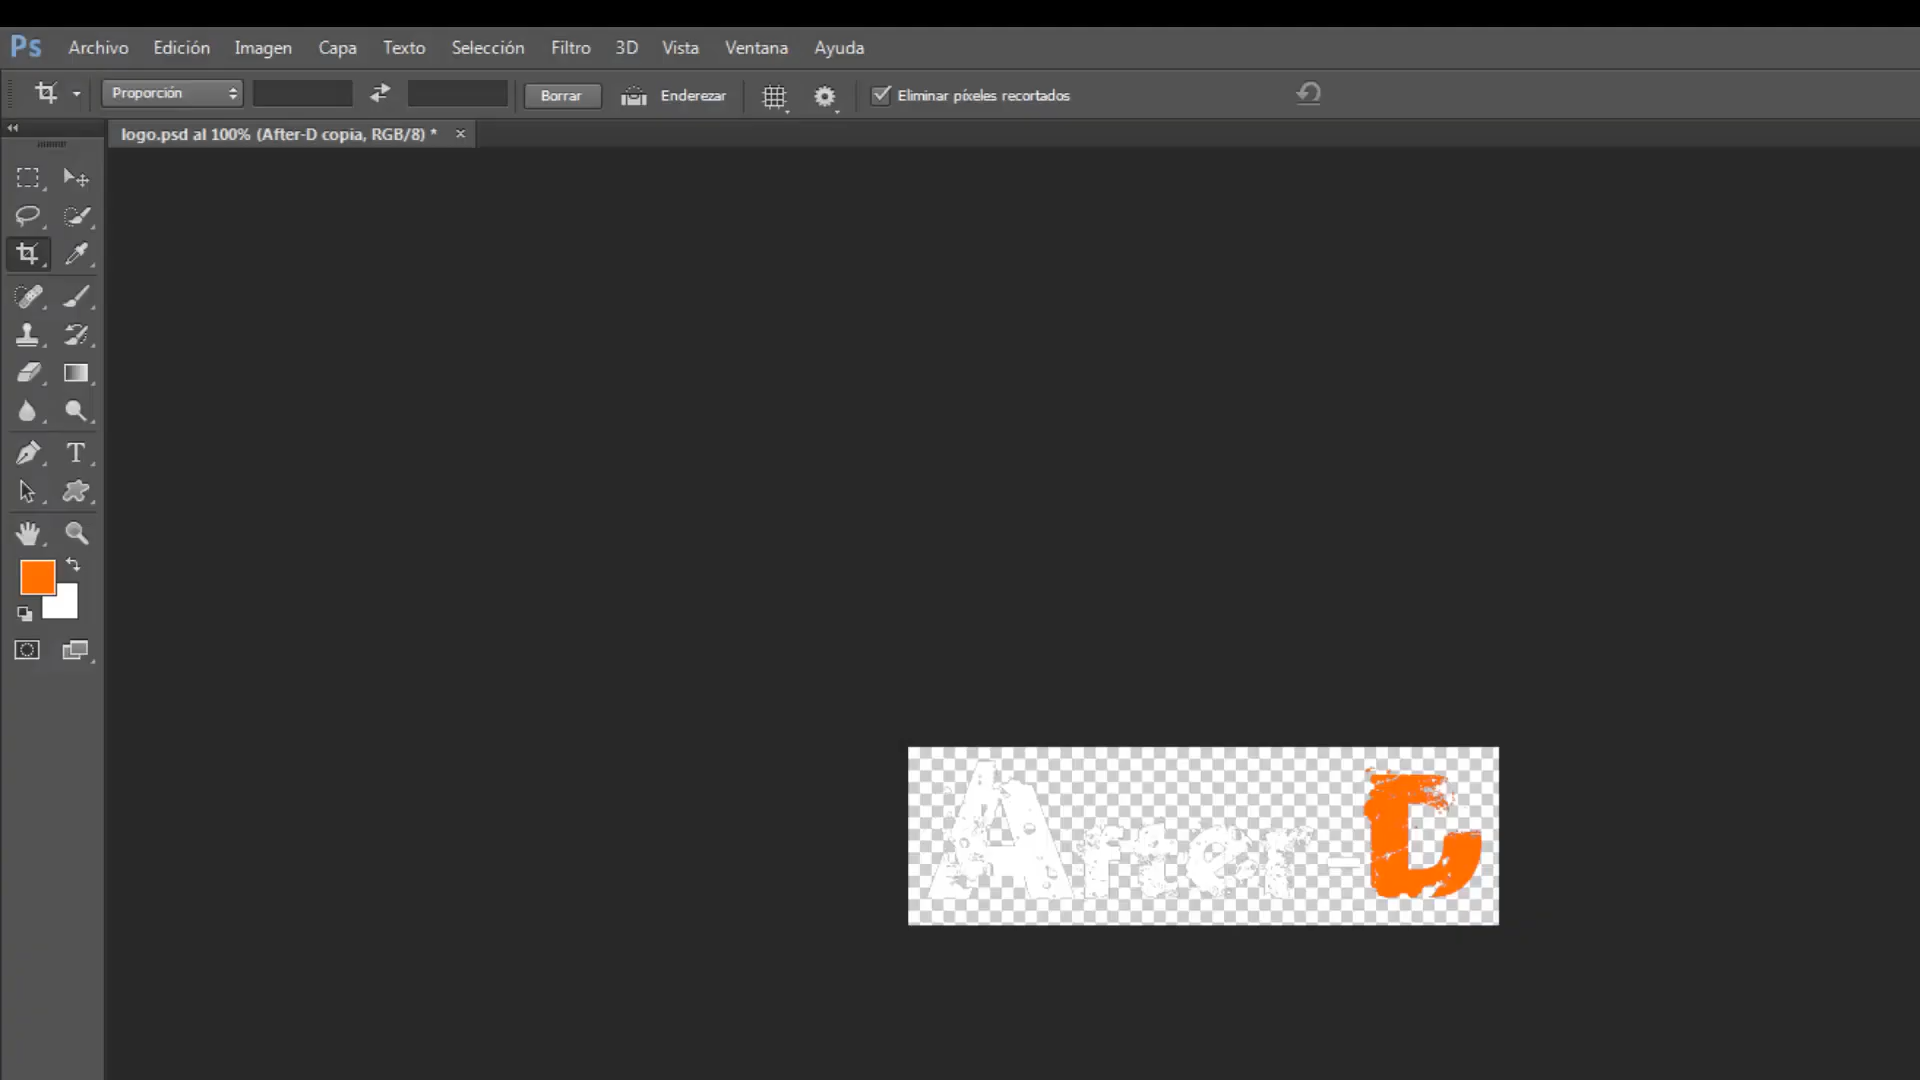 Ps Archivo Edición Imagen Capa Texto Selección Filtro 3D Vista Ventana Ayuda
Proporción Borrar Enderezar Eliminar píxeles recortados
logo.psd al 100% (After-D copia, RGB/8) * ×
T
After-D